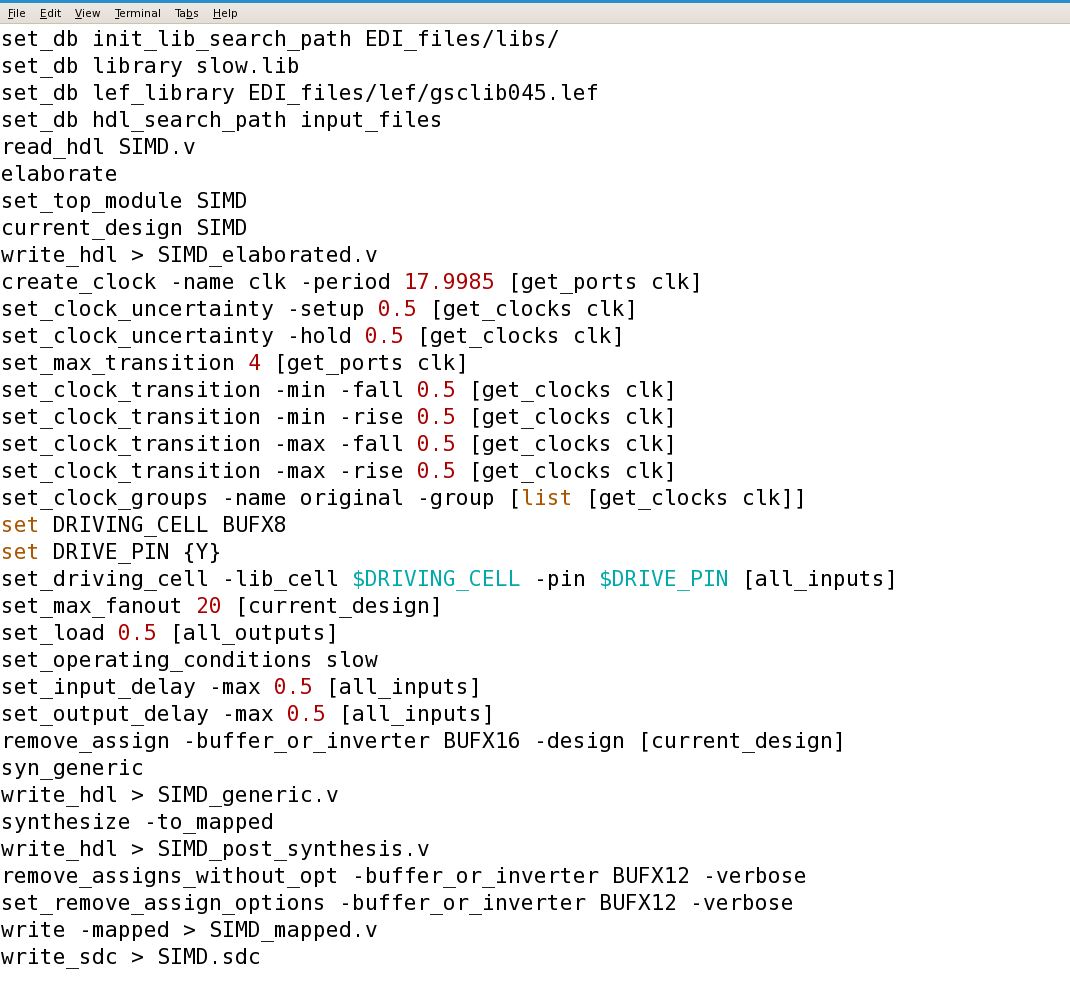 File Edit View Terminal Tabs Help
set_db init_lib_search_path EDI_files/libs/
set_db library slow.lib
set_db lef_library EDI_files/lef/gsclib045.lef
set_db hdl_search_path input_files
read_hdl SIMD.v
elaborate
set_top_module SIMD
current_design SIMD
write_hdl > SIMD_elaborated.v
create_clock -name clk -period 17.9985 [get_ports clk]
set_clock_uncertainty -setup 0.5 [get_clocks clk]
set_clock_uncertainty -hold 0.5 [get_clocks clk]
set_max_transition 4 [get_ports clk]
set_clock_transition -min -fall 0.5 [get_clocks clk]
set_clock_transition -min -rise 0.5 [get_clocks clk]
set_clock_transition -max -fall 0.5 [get_clocks clk]
set_clock_transition -max -rise 0.5 [get_clocks clk]
set_clock_groups -name original -group [list [get_clocks clk]]
set DRIVING_CELL BUFX8
set DRIVE_PIN {Y}
set_driving_cell -lib_cell $DRIVING_CELL -pin $DRIVE_PIN [all_inputs]
set_max_fanout 20 [current_design]
set_load 0.5 [all_outputs]
set_operating_conditions slow
set_input_delay -max 0.5 [all_inputs]
set_output_delay -max 0.5 [all_inputs]
remove_assign -buffer_or_inverter BUFX16 -design [current_design]
syn_generic
write_hdl > SIMD_generic.v
synthesize -to_mapped
write_hdl > SIMD_post_synthesis.v
remove_assigns_without_opt -buffer_or_inverter BUFX12 -verbose
set_remove_assign_options -buffer_or_inverter BUFX12 -verbose
write -mapped > SIMD_mapped.v
write_sdc > SIMD.sdc